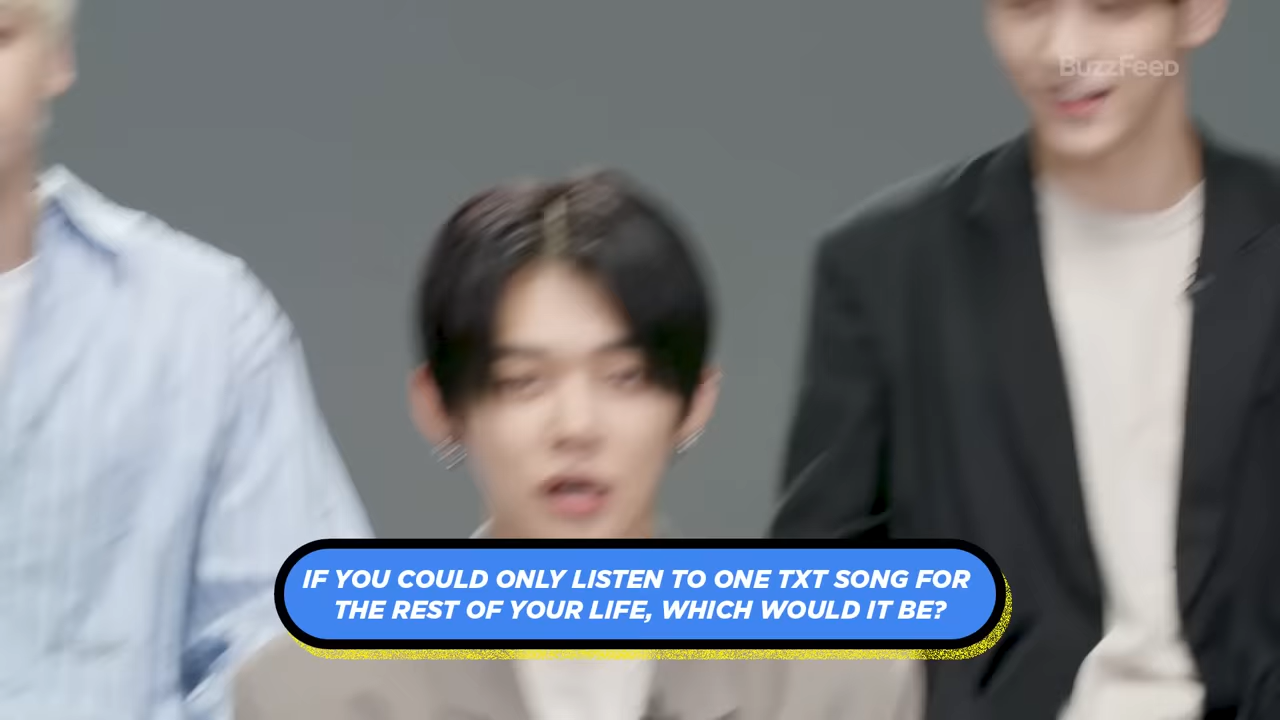 BuzzFeed
IF YOU COULD ONLY LISTEN TO ONE TXT SONG FOR
THE REST OF YOUR LIFE, WHICH WOULD IT BE?